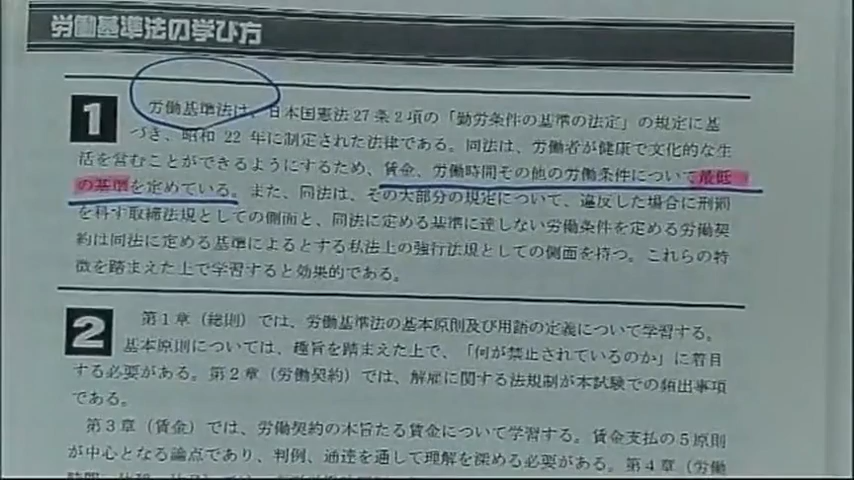 労働基準法の学び方
1
労働基準法は、日本国憲法27条2項の「勤労条件の基準の法定」の規定に基
づき、昭和 22 年に制定された法律である。同法は、労働者が健康で文化的な生
活を営むことができるようにするため、賃金、労働時間その他の労働条件について最低
の基準を定めている。また、同法は、その大部分の規定について、違反した場合に刑罰
を科す取締法規としての側面と、同法に定める基準に達しない労働条件を定める労働契
約は同法に定める基準によるとする私法上の強行法規としての側面を持つ。これらの特
徴を踏まえた上で学習すると効果的である。
2
第1章（総則）では、労働基準法の基本原則及び用語の定義について学習する。
基本原則については、趣旨を踏まえた上で、「何が禁止されているのか」に着目
する必要がある。第2章（労働契約）では、解雇に関する法規制が本試験での頻出事項
である。
第3章（賃金）では、労働契約の本旨たる賃金について学習する。賃金支払の5原則
が中心となる論点であり、判例、通達を通して理解を深める必要がある。第4章（労働